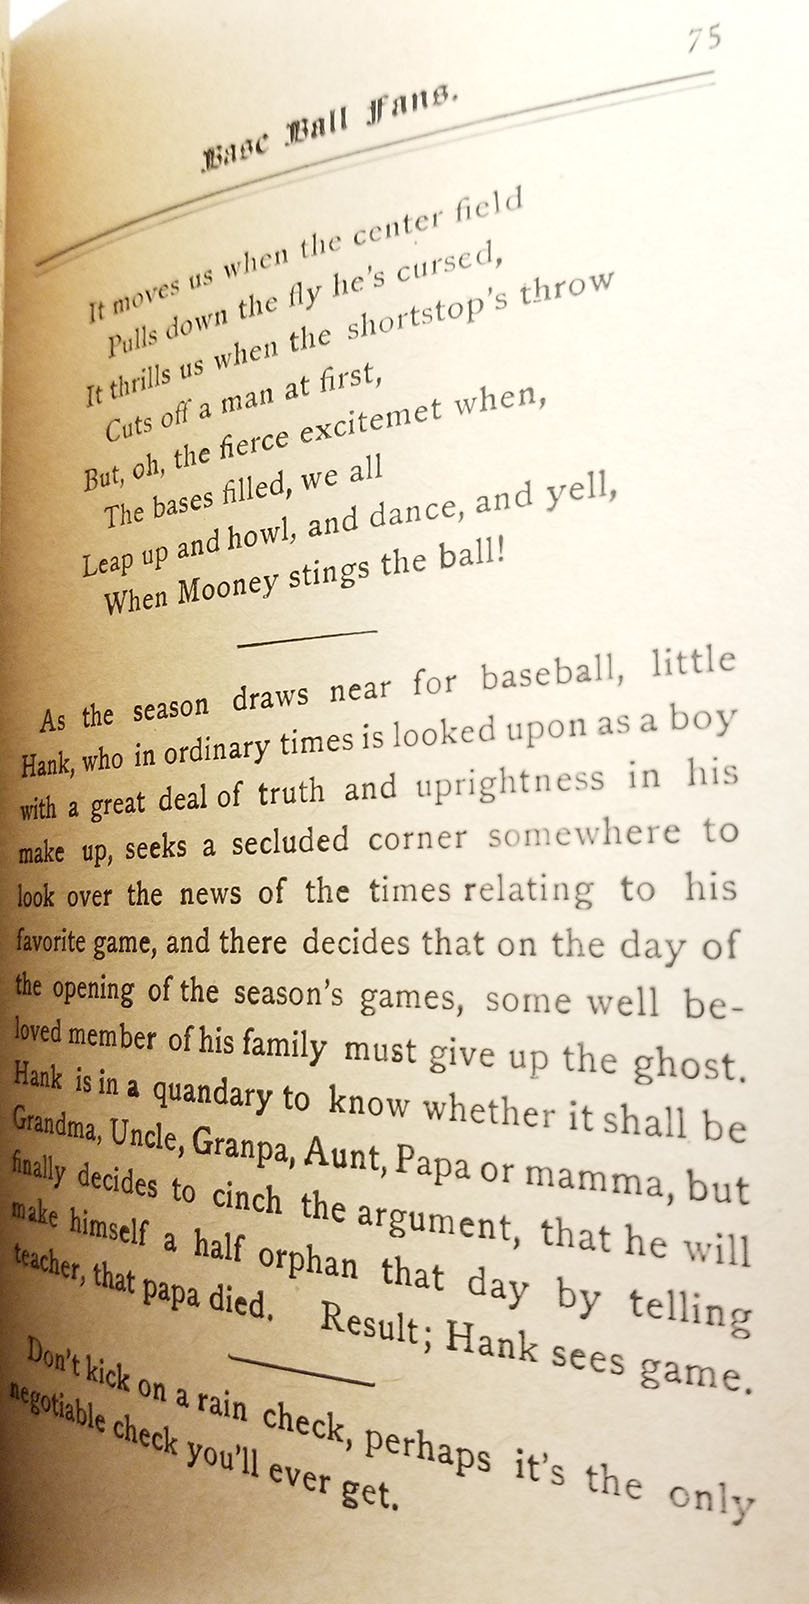 75
Base Ball Fans.
It moves us when the center field
Pulls down the fly he's cursed,
It thrills us when the shortstop's throw
Cuts off a man at first,
But, oh, the fierce excitemet when,
The bases filled, we all
Leap up and howl, and dance, and yell,
When Mooney stings the ball!
As the season draws near for baseball, little
Hank, who in ordinary times is looked upon as a boy
with a great deal of truth and uprightness in his
make up, seeks a secluded corner somewhere to
look over the news of the times relating to his
favorite game, and there decides that on the day of
the opening of the season's games, some well be-
loved member of his family must give up the ghost.
Hank is in a quandary to know whether it shall be
Grandma, Uncle, Granpa, Aunt, Papa or mamma, but
finally decides to cinch the argument, that he will
make himself a half orphan that day by telling
teacher, that papa died. Result; Hank sees game.
Don't kick on a rain check, perhaps it's the only
negotiable check you'll ever get.